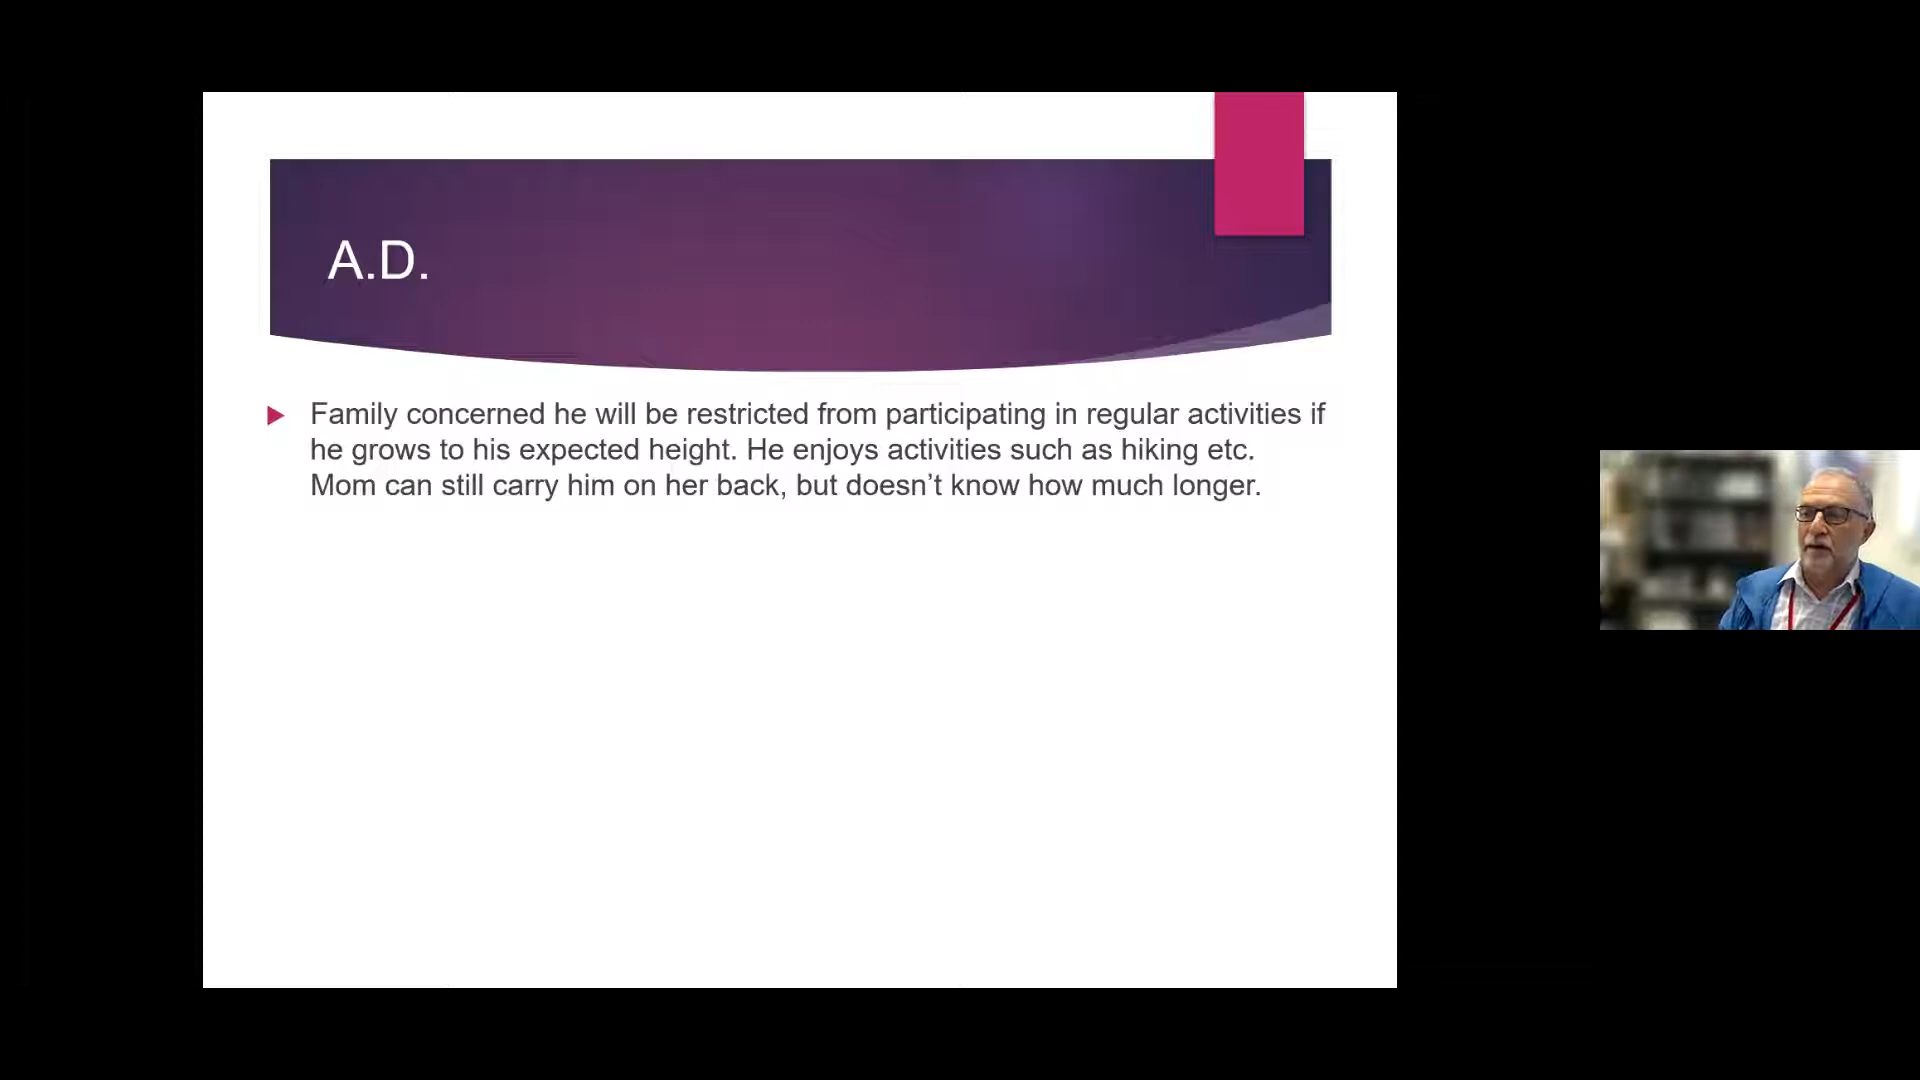 A.D.
Family concerned he will be restricted from participating in regular activities if
he grows to his expected height. He enjoys activities such as hiking etc.
Mom can still carry him on her back, but doesn’t know how much longer.